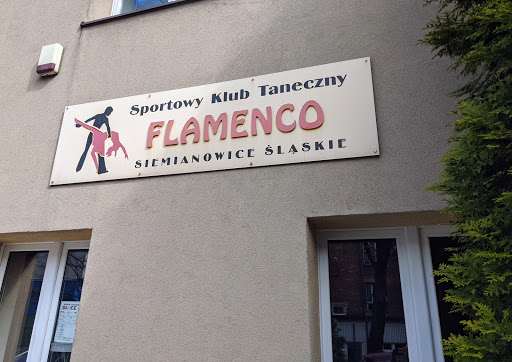 Sportowy Klub Taneczny
FLAMENCO
SIEMIANOWICE ŚLĄSKIE